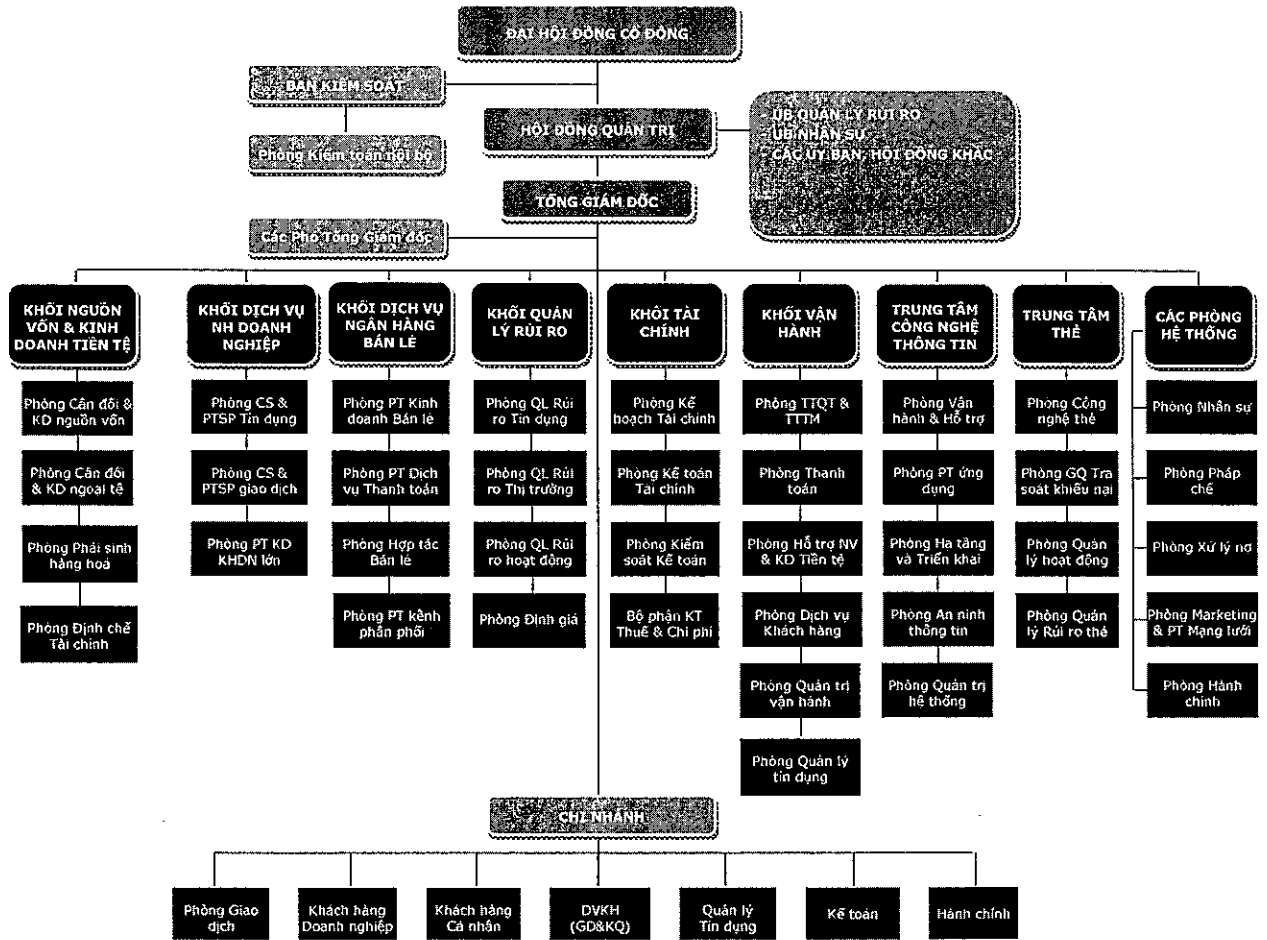 ĐẠI HỘI ĐỒNG CỔ ĐÔNG
BAN KIỂM SOÁT
Phòng Kiểm toán nội bộ
HỘI ĐỒNG QUẢN TRỊ
- UB QUẢN LÝ RỦI RO
- UB NHÂN SỰ
- CÁC UỶ BAN, HỘI ĐỒNG KHÁC
TỔNG GIÁM ĐỐC
Các Phó Tổng Giám đốc
KHỐI NGUỒN
VỐN & KINH
DOANH TIỀN TỆ
Phòng Cân đối &
KD nguồn vốn
Phòng Cân đối
& KD ngoại tệ
Phòng Phái sinh
hàng hoá
Phòng Định chế
Tài chính
KHỐI DỊCH VỤ
NH DOANH
NGHIỆP
Phòng CS &
PTSP Tín dụng
Phòng CS &
PTSP giao dịch
Phòng PT KD
KHDN lớn
KHỐI DỊCH VỤ
NGÂN HÀNG
BÁN LẺ
Phòng PT Kinh
doanh Bán lẻ
Phòng PT Dịch
vụ Thanh toán
Phòng Hợp tác
Bán lẻ
Phòng PT kênh
phân phối
KHỐI QUẢN
LÝ RỦI RO
Phòng QL Rủi
ro Tín dụng
Phòng QL Rủi
ro Thị trường
Phòng QL Rủi
ro hoạt động
Phòng Định giá
KHỐI TÀI
CHÍNH
Phòng Kế
hoạch Tài chính
Phòng Kế toán
Tài chính
Phòng Kiểm
soát Kế toán
Bộ phận KT
Thuế & Chi phí
KHỐI VẬN
HÀNH
Phòng TTQT &
TTTM
Phòng Thanh
toán
Phòng Hỗ trợ NV
& KD Tiền tệ
Phòng Dịch vụ
Khách hàng
Phòng Quản trị
vận hành
Phòng Quản lý
tín dụng
TRUNG TÂM
CÔNG NGHỆ
THÔNG TIN
Phòng Vận
hành & Hỗ trợ
Phòng PT ứng
dụng
Phòng Hạ tầng
và Triển khai
Phòng An ninh
thông tin
Phòng Quản trị
hệ thống
TRUNG TÂM
THẺ
Phòng Công
nghệ thẻ
Phòng GQ Tra
soát khiếu nại
Phòng Quản
lý hoạt động
Phòng Quản
lý Rủi ro thẻ
CÁC PHÒNG
HỆ THỐNG
Phòng Nhân sự
Phòng Pháp
chế
Phòng Xử lý nợ
Phòng Marketing
& PT Mạng lưới
Phòng Hành
chính
CHI NHÁNH
Phòng Giao
dịch
Khách hàng
Doanh nghiệp
Khách hàng
Cá nhân
DVKH
(GD&KQ)
Quản lý
Tín dụng
Kế toán
Hành chính